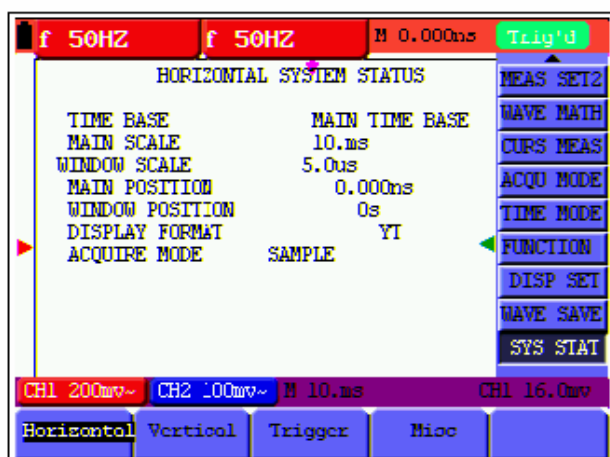 f 50HZ f 50HZ M 0.000ns Trig'd
HORIZONTAL SYSTEM STATUS
TIME BASE MAIN TIME BASE
MAIN SCALE 10.ms
WINDOW SCALE 5.0us
MAIN POSITION 0.000ns
WINDOW POSITION 0s
DISPLAY FORMAT YT
ACQUIRE MODE SAMPLE
MEAS SET2
WAVE MATH
CURS MEAS
ACQU MODE
TIME MODE
FUNCTION
DISP SET
WAVE SAVE
SYS STAT
CH1 200mv~ CH2 100mv~ M 10.ms CH1 16.0mv
Horizontal Vertical Trigger Misc